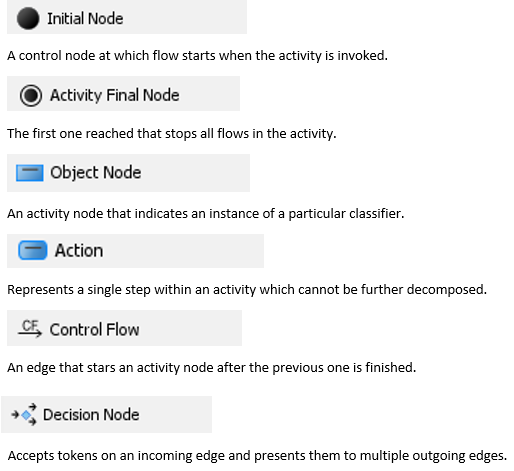 Initial Node
A control node at which flow starts when the activity is invoked.
Activity Final Node
The first one reached that stops all flows in the activity.
Object Node
An activity node that indicates an instance of a particular classifier.
Action
Represents a single step within an activity which cannot be further decomposed.
CF Control Flow
An edge that stars an activity node after the previous one is finished.
Decision Node
Accepts tokens on an incoming edge and presents them to multiple outgoing edges.